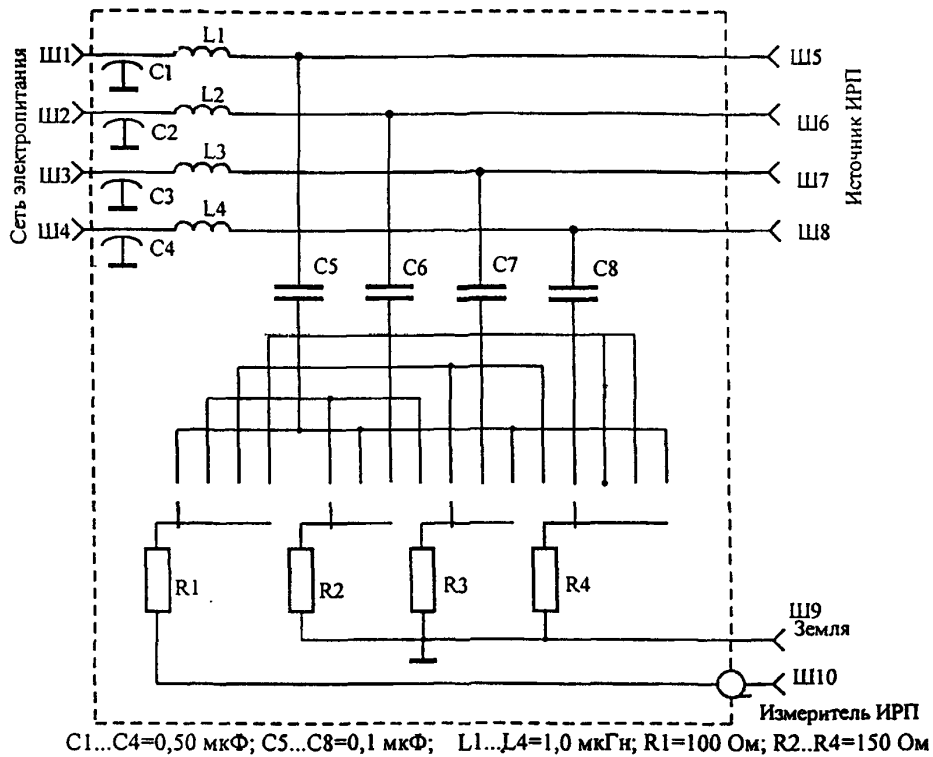 Сеть электропитания
Ш1
Ш2
Ш3
Ш4
L1
L2
L3
L4
C1
C2
C3
C4
Ш5
Ш6
Ш7
Ш8
Источник ИРП
C5
C6
C7
C8
R1
R2
R3
R4
Ш9
Земля
Ш10
Измеритель ИРП
C1...C4=0,50 мкФ; C5...C8=0,1 мкФ; L1...L4=1,0 мкГн; R1=100 Ом; R2..R4=150 Ом